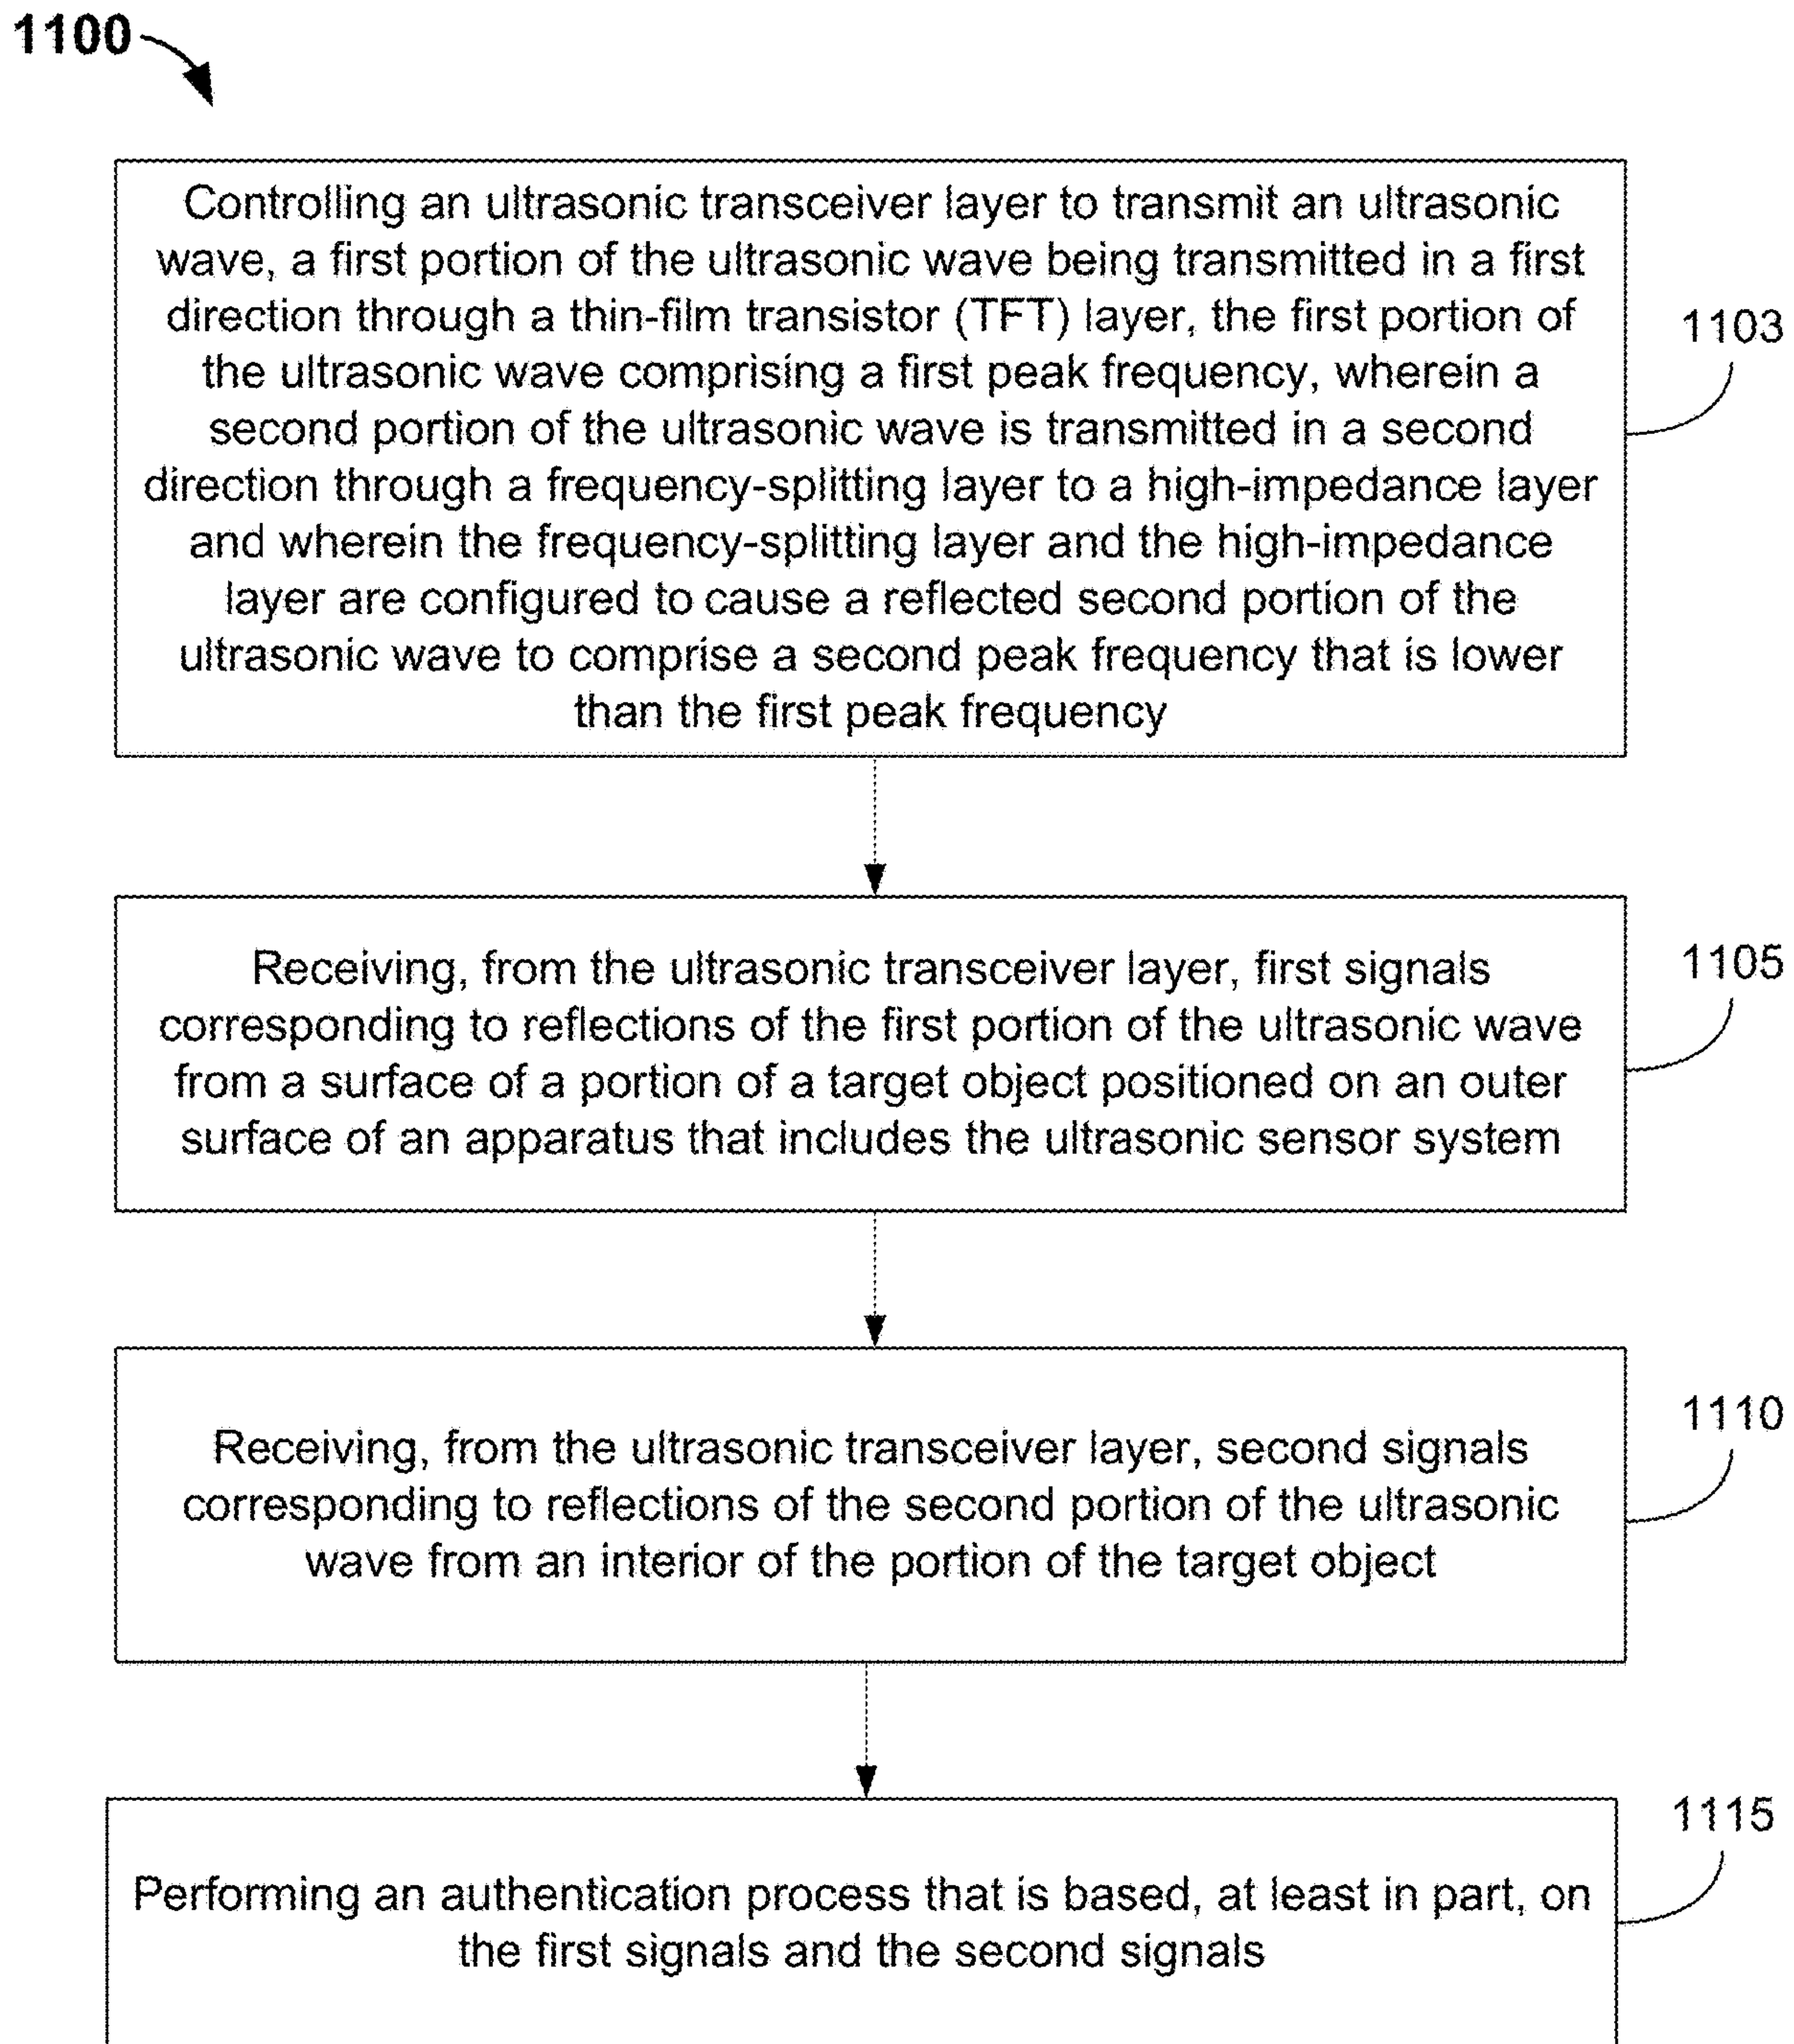 1100
Controlling an ultrasonic transceiver layer to transmit an ultrasonic
wave, a first portion of the ultrasonic wave being transmitted in a first
direction through a thin-film transistor (TFT) layer, the first portion of
the ultrasonic wave comprising a first peak frequency, wherein a
second portion of the ultrasonic wave is transmitted in a second
direction through a frequency-splitting layer to a high-impedance layer
and wherein the frequency-splitting layer and the high-impedance
layer are configured to cause a reflected second portion of the
ultrasonic wave to comprise a second peak frequency that is lower
than the first peak frequency
1103
Receiving, from the ultrasonic transceiver layer, first signals
corresponding to reflections of the first portion of the ultrasonic wave
from a surface of a portion of a target object positioned on an outer
surface of an apparatus that includes the ultrasonic sensor system
1105
Receiving, from the ultrasonic transceiver layer, second signals
corresponding to reflections of the second portion of the ultrasonic
wave from an interior of the portion of the target object
1110
Performing an authentication process that is based, at least in part, on
the first signals and the second signals
1115